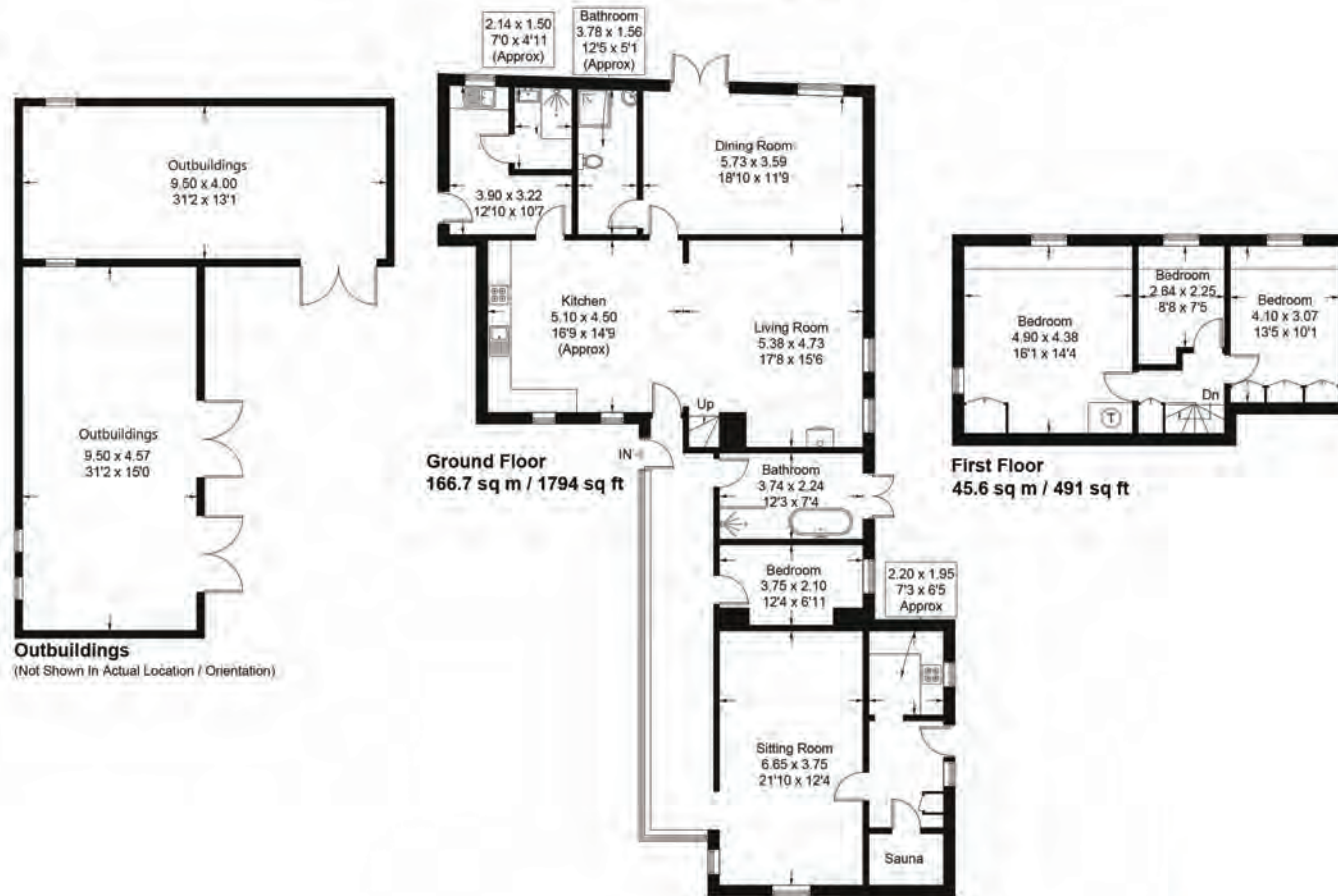 2.14 x 1.50
7'0 x 4'11
(Approx)
Bathroom
3.78 x 1.56
12'5 x 5'1
(Approx)
Outbuildings
9.50 x 4.00
31'2 x 13'1
Dining Room
5.73 x 3.59
18'10 x 11'9
3.90 x 3.22
12'10 x 10'7
Kitchen
5.10 x 4.50
16'9 x 14'9
(Approx)
Living Room
5.38 x 4.73
17'8 x 15'6
Bedroom
4.90 x 4.38
16'1 x 14'4
Bedroom
2.64 x 2.25
8'8 x 7'5
Bedroom
4.10 x 3.07
13'5 x 10'1
Up
Dn
T
IN
Ground Floor
166.7 sq m / 1794 sq ft
First Floor
45.6 sq m / 491 sq ft
Outbuildings
9.50 x 4.57
31'2 x 15'0
Bathroom
3.74 x 2.24
12'3 x 7'4
Bedroom
3.75 x 2.10
12'4 x 6'11
2.20 x 1.95
7'3 x 6'5
Approx
Outbuildings
(Not Shown In Actual Location / Orientation)
Sitting Room
6.65 x 3.75
21'10 x 12'4
Sauna